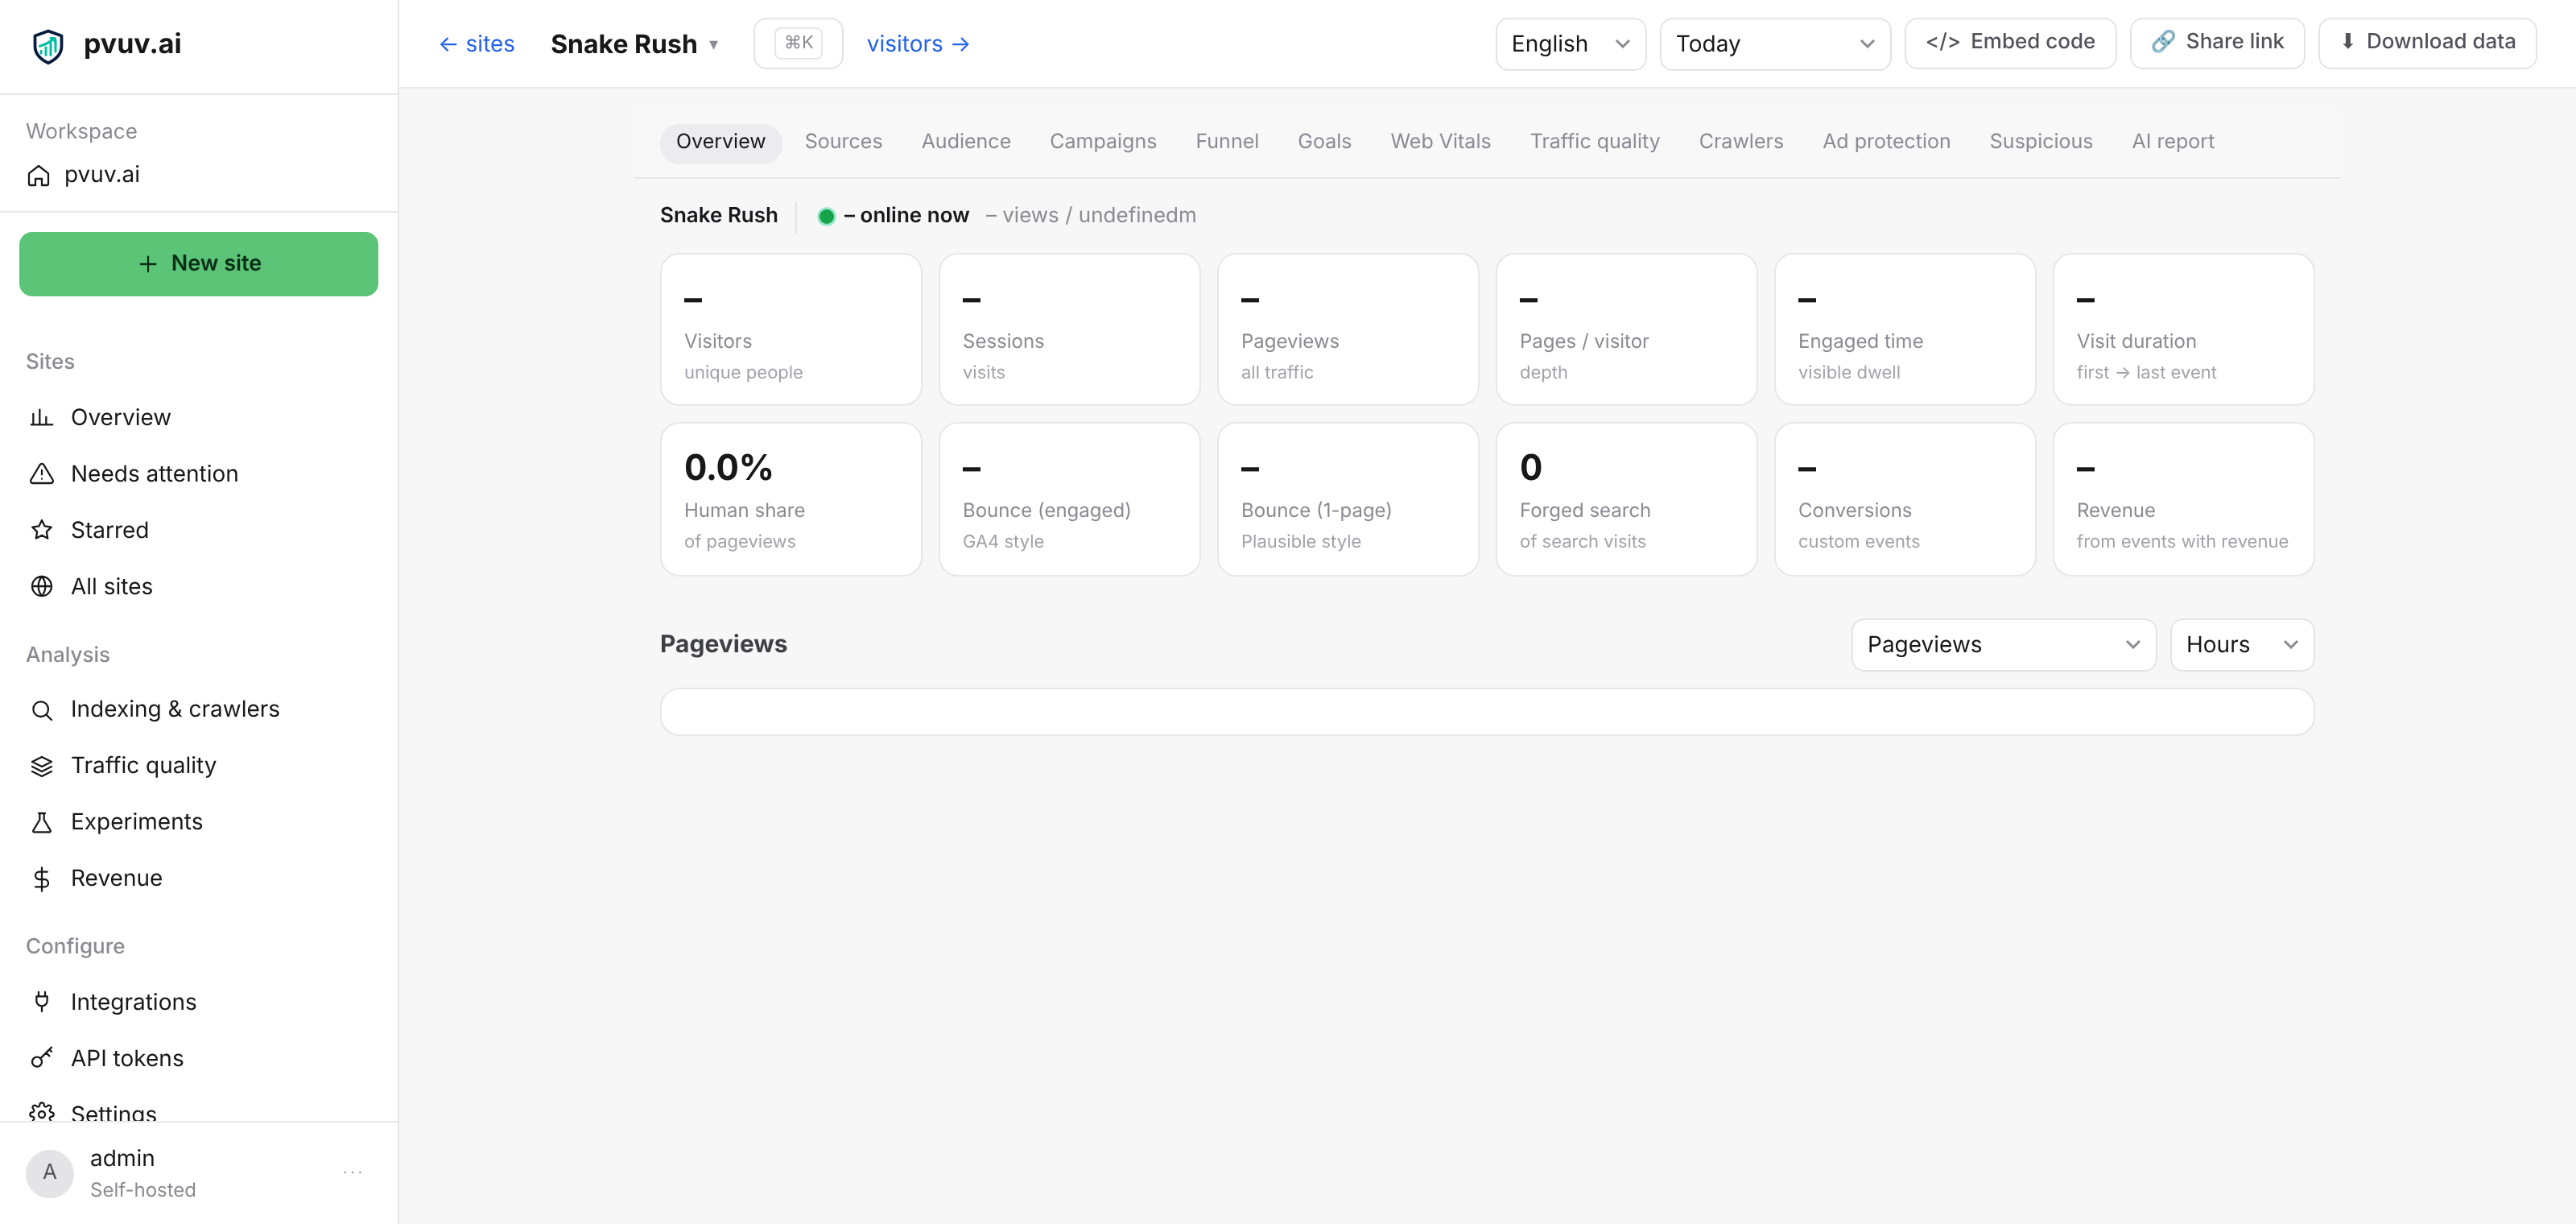 pvuv.ai
← sites
Snake Rush ▾
⌘K
visitors →
English
Today
</> Embed code
🔗 Share link
⬇ Download data
Workspace
pvuv.ai
+ New site
Sites
Overview
Needs attention
Starred
All sites
Analysis
Indexing & crawlers
Traffic quality
Experiments
Revenue
Configure
Integrations
API tokens
Settings
A
admin
Self-hosted
...
Overview
Sources
Audience
Campaigns
Funnel
Goals
Web Vitals
Traffic quality
Crawlers
Ad protection
Suspicious
AI report
Snake Rush
– online now
– views / undefinedm
–
Visitors
unique people
–
Sessions
visits
–
Pageviews
all traffic
–
Pages / visitor
depth
–
Engaged time
visible dwell
–
Visit duration
first → last event
0.0%
Human share
of pageviews
–
Bounce (engaged)
GA4 style
–
Bounce (1-page)
Plausible style
0
Forged search
of search visits
–
Conversions
custom events
–
Revenue
from events with revenue
Pageviews
Pageviews
Hours